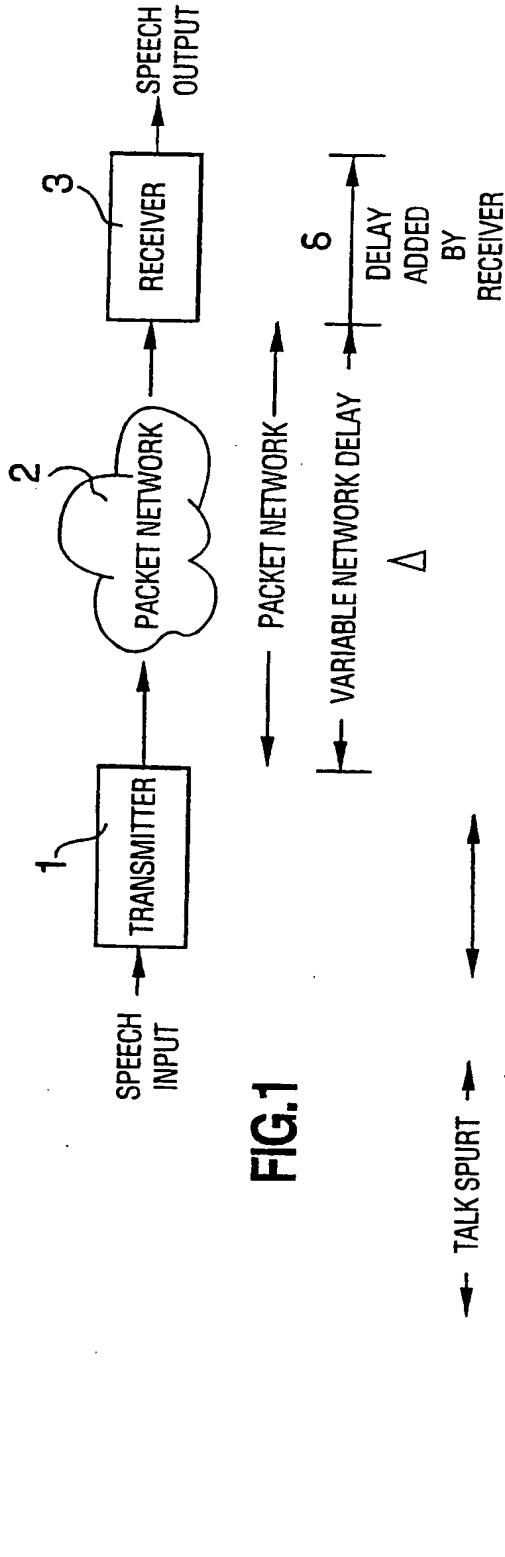 SPEECH
INPUT
1
TRANSMITTER
2
PACKET NETWORK
3
RECEIVER
SPEECH
OUTPUT
PACKET NETWORK
VARIABLE NETWORK DELAY
Δ
δ
DELAY
ADDED
BY
RECEIVER
FIG.1
TALK SPURT